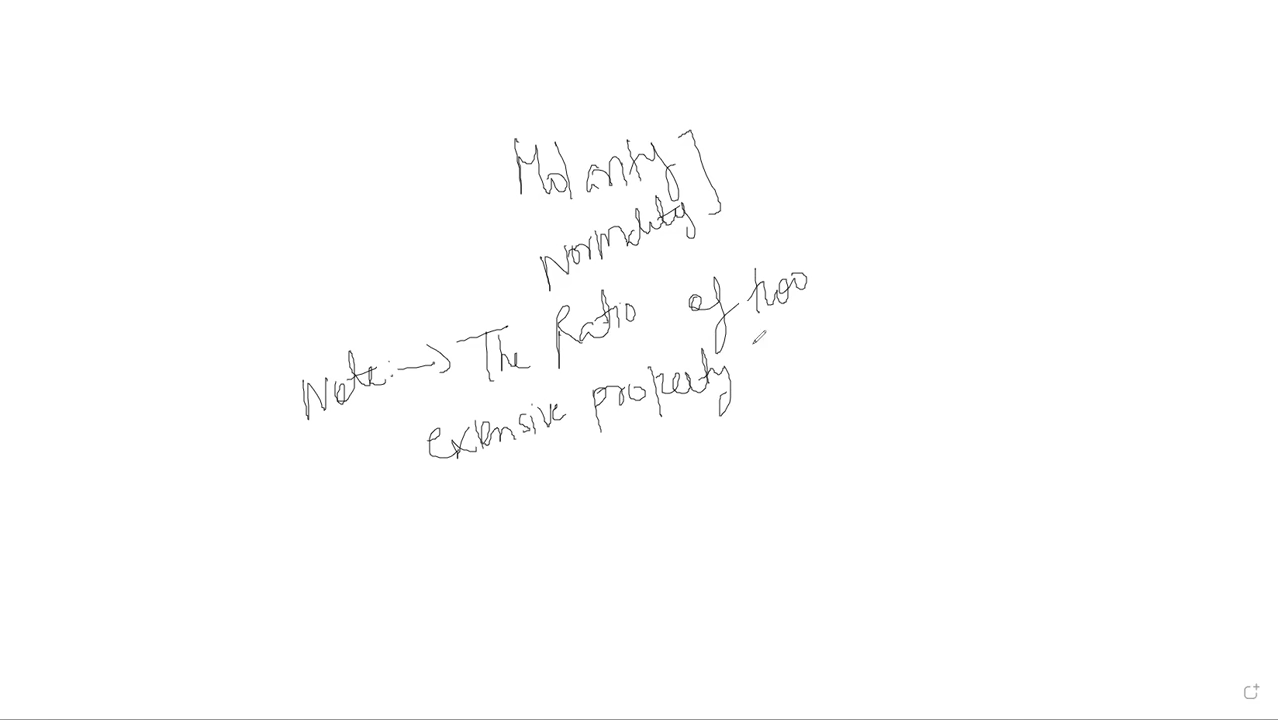 Molarity]
Normality
Note:→ The Ratio of two
extensive property